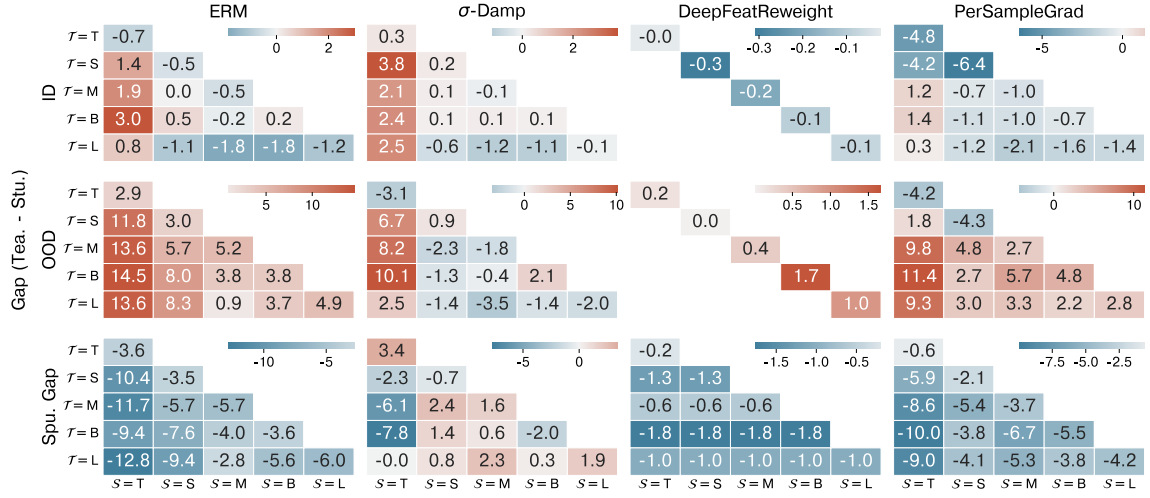 ERM σ-Damp DeepFeatReweight PerSampleGrad
Gap (Tea. - Stu.)
ID
𝒯 = T -0.7 0 2 0.3 0 2 -0.0 -0.3 -0.2 -0.1 -4.8 -5 0
𝒯 = S 1.4 -0.5 3.8 0.2 -0.3 -4.2 -6.4
𝒯 = M 1.9 0.0 -0.5 2.1 0.1 -0.1 -0.2 1.2 -0.7 -1.0
𝒯 = B 3.0 0.5 -0.2 0.2 2.4 0.1 0.1 0.1 -0.1 1.4 -1.1 -1.0 -0.7
𝒯 = L 0.8 -1.1 -1.8 -1.8 -1.2 2.5 -0.6 -1.2 -1.1 -0.1 -0.1 0.3 -1.2 -2.1 -1.6 -1.4
OOD
𝒯 = T 2.9 5 10 -3.1 0 5 10 0.2 0.5 1.0 1.5 -4.2 0 10
𝒯 = S 11.8 3.0 6.7 0.9 0.0 1.8 -4.3
𝒯 = M 13.6 5.7 5.2 8.2 -2.3 -1.8 0.4 9.8 4.8 2.7
𝒯 = B 14.5 8.0 3.8 3.8 10.1 -1.3 -0.4 2.1 1.7 11.4 2.7 5.7 4.8
𝒯 = L 13.6 8.3 0.9 3.7 4.9 2.5 -1.4 -3.5 -1.4 -2.0 1.0 9.3 3.0 3.3 2.2 2.8
Spu. Gap
𝒯 = T -3.6 -10 -5 3.4 -5 0 -0.2 -1.5 -1.0 -0.5 -0.6 -7.5 -5.0 -2.5
𝒯 = S -10.4 -3.5 -2.3 -0.7 -1.3 -1.3 -5.9 -2.1
𝒯 = M -11.7 -5.7 -5.7 -6.1 2.4 1.6 -0.6 -0.6 -0.6 -8.6 -5.4 -3.7
𝒯 = B -9.4 -7.6 -4.0 -3.6 -7.8 1.4 0.6 -2.0 -1.8 -1.8 -1.8 -1.8 -10.0 -3.8 -6.7 -5.5
𝒯 = L -12.8 -9.4 -2.8 -5.6 -6.0 -0.0 0.8 2.3 0.3 1.9 -1.0 -1.0 -1.0 -1.0 -1.0 -9.0 -4.1 -5.3 -3.8 -4.2
𝒮 = T 𝒮 = S 𝒮 = M 𝒮 = B 𝒮 = L 𝒮 = T 𝒮 = S 𝒮 = M 𝒮 = B 𝒮 = L 𝒮 = T 𝒮 = S 𝒮 = M 𝒮 = B 𝒮 = L 𝒮 = T 𝒮 = S 𝒮 = M 𝒮 = B 𝒮 = L